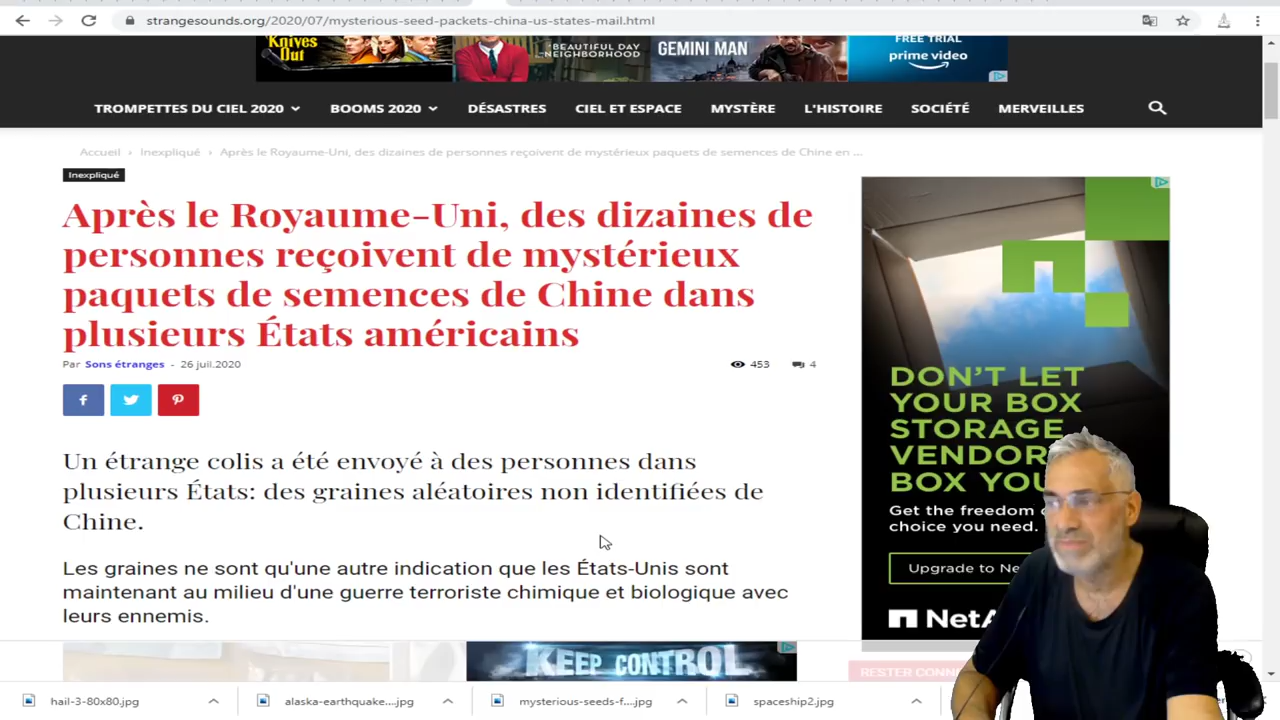 strangesounds.org/2020/07/mysterious-seed-packets-china-us-states-mail.html
Knives Out
A BEAUTIFUL DAY
NEIGHBORHOOD
GEMINI MAN
FREE TRIAL
prime video
TROMPETTES DU CIEL 2020 BOOMS 2020 DÉSASTRES CIEL ET ESPACE MYSTÈRE L'HISTOIRE SOCIÉTÉ MERVEILLES
Accueil › Inexpliqué › Après le Royaume-Uni, des dizaines de personnes reçoivent de mystérieux paquets de semences de Chine en ...
Inexpliqué
Après le Royaume-Uni, des dizaines de
personnes reçoivent de mystérieux
paquets de semences de Chine dans
plusieurs États américains
Par Sons étranges - 26 juil.2020 453 4
Un étrange colis a été envoyé à des personnes dans
plusieurs États: des graines aléatoires non identifiées de
Chine.
Les graines ne sont qu'une autre indication que les États-Unis sont
maintenant au milieu d'une guerre terroriste chimique et biologique avec
leurs ennemis.
DON'T LET
YOUR BOX
STORAGE
VENDOR
BOX YOU
Get the freedom
choice you need.
Upgrade to Ne
NetA
KEEP CONTROL
RESTER CONN
hail-3-80x80.jpg alaska-earthquake....jpg mysterious-seeds-f....jpg spaceship2.jpg